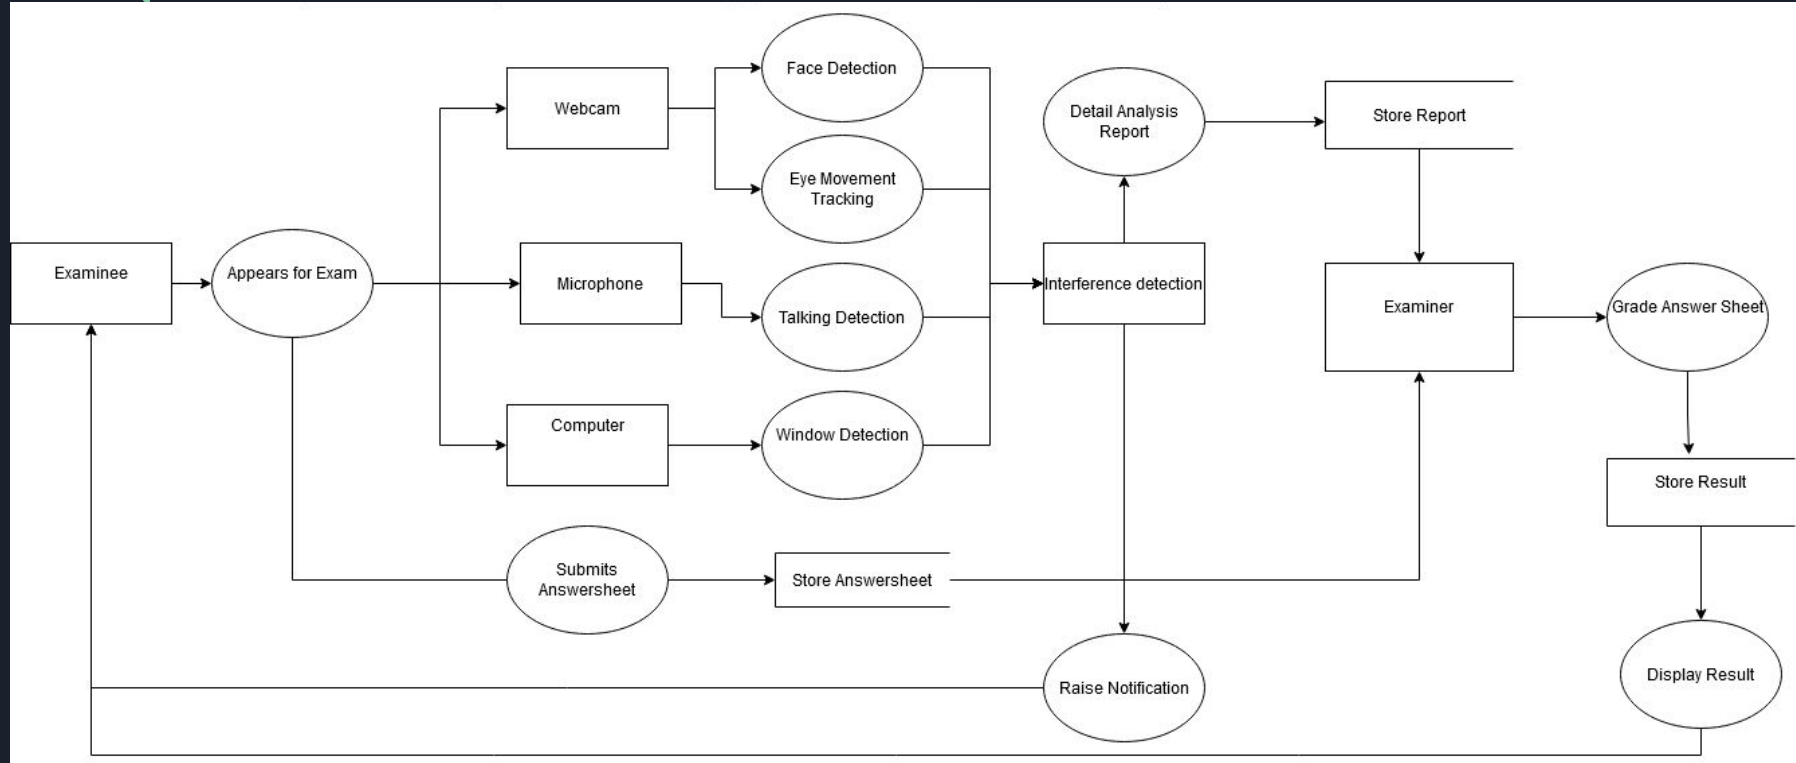 Face Detection
Webcam
Detail Analysis
Report
Store Report
Eye Movement
Tracking
Examinee
Appears for Exam
Microphone
Interference detection
Talking Detection
Examiner
Grade Answer Sheet
Computer
Window Detection
Store Result
Submits
Answersheet
Store Answersheet
Raise Notification
Display Result